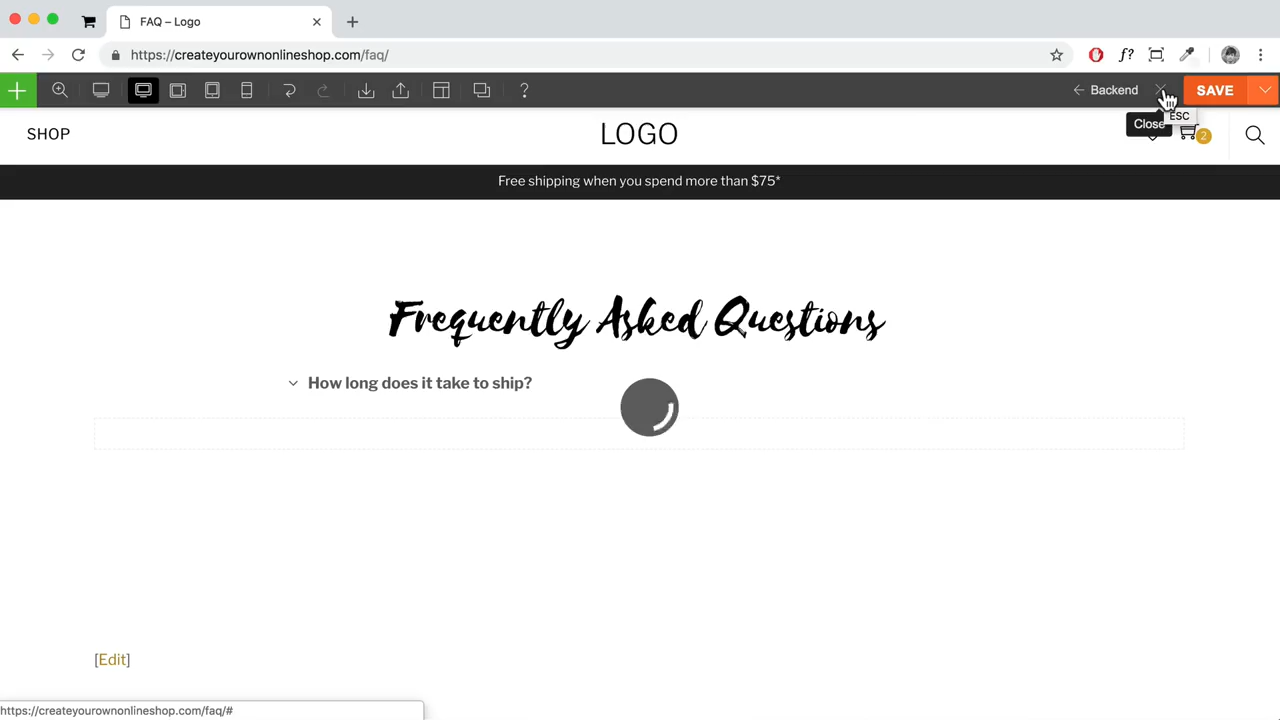 FAQ – Logo
https://createyourownonlineshop.com/faq/
f?
?
Backend
SAVE
ESC
Close
SHOP
LOGO
2
Free shipping when you spend more than $75*
Frequently Asked Questions
How long does it take to ship?
[Edit]
https://createyourownonlineshop.com/faq/#